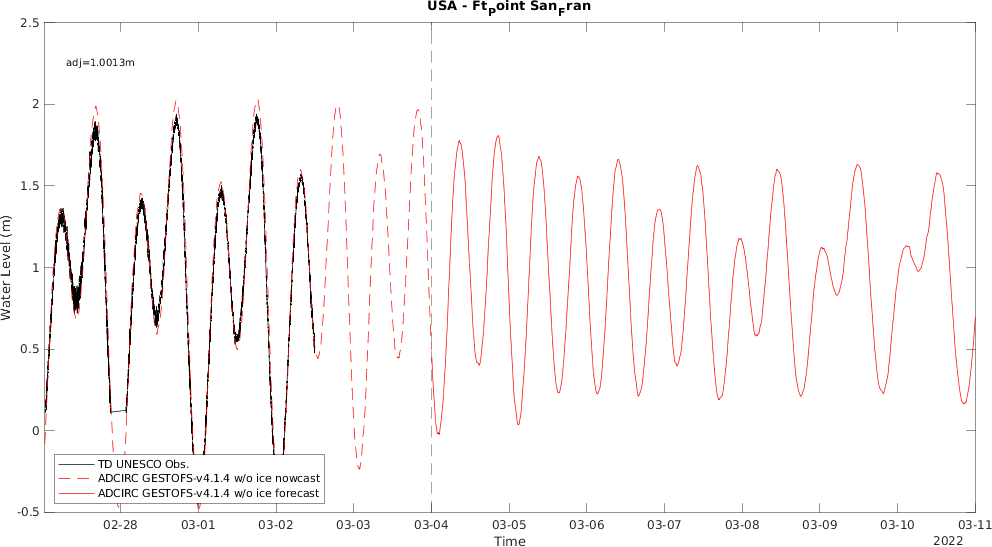 USA - Ft_Point San_Fran
adj=1.0013m
Water Level (m)
2.5
2
1.5
1
0.5
0
-0.5
TD UNESCO Obs.
ADCIRC GESTOFS-v4.1.4 w/o ice nowcast
ADCIRC GESTOFS-v4.1.4 w/o ice forecast
02-28 03-01 03-02 03-03 03-04 03-05 03-06 03-07 03-08 03-09 03-10 03-11
Time
2022